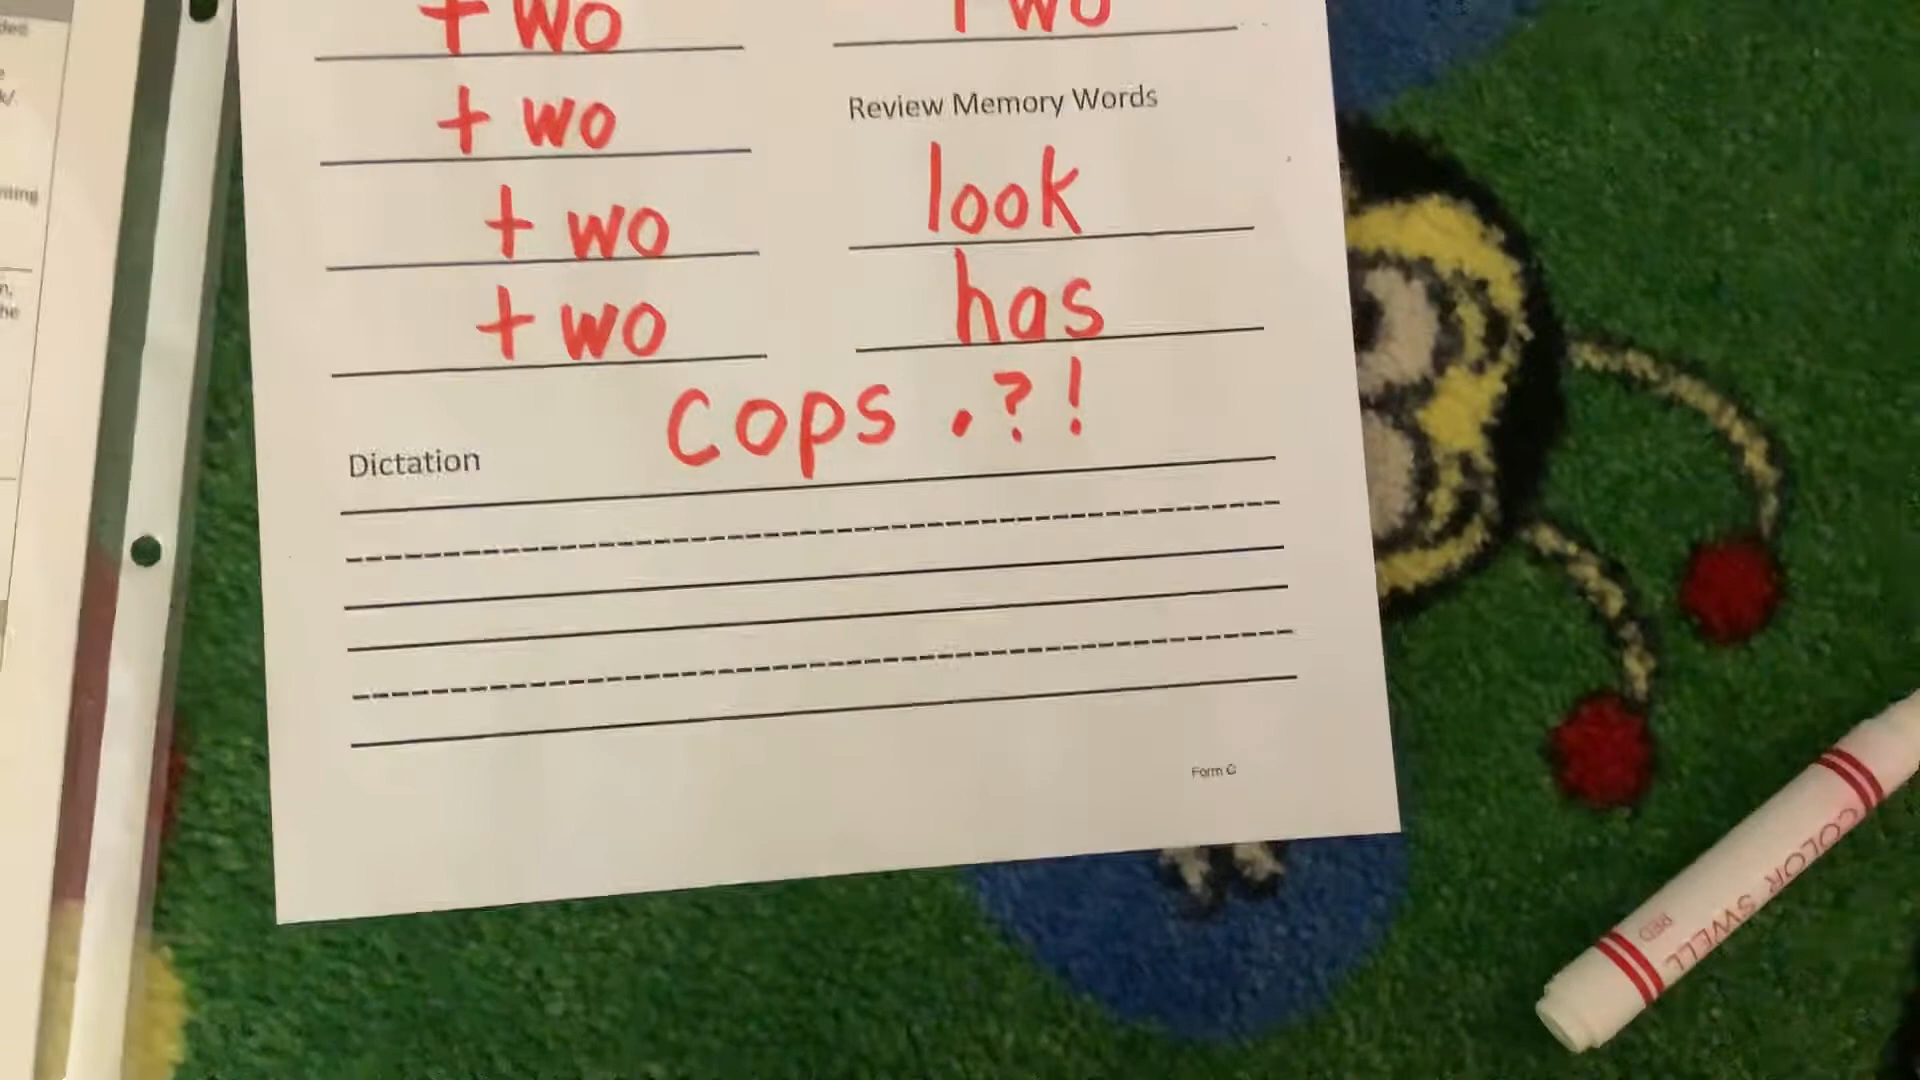 two
two
two
two
two
Review Memory Words
look
has
cops . ? !
Dictation
Form C
COLOR SWELL
RED